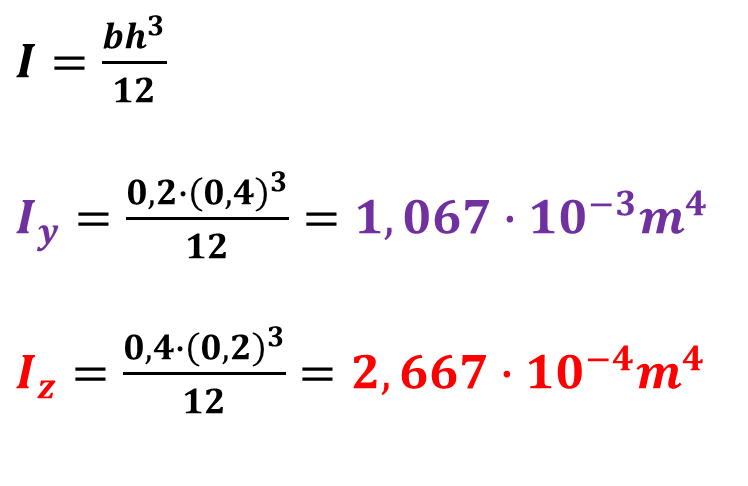 I = bh³/12
I_y = 0,2·(0,4)³/12 = 1,067 · 10⁻³m⁴
I_z = 0,4·(0,2)³/12 = 2,667 · 10⁻⁴m⁴